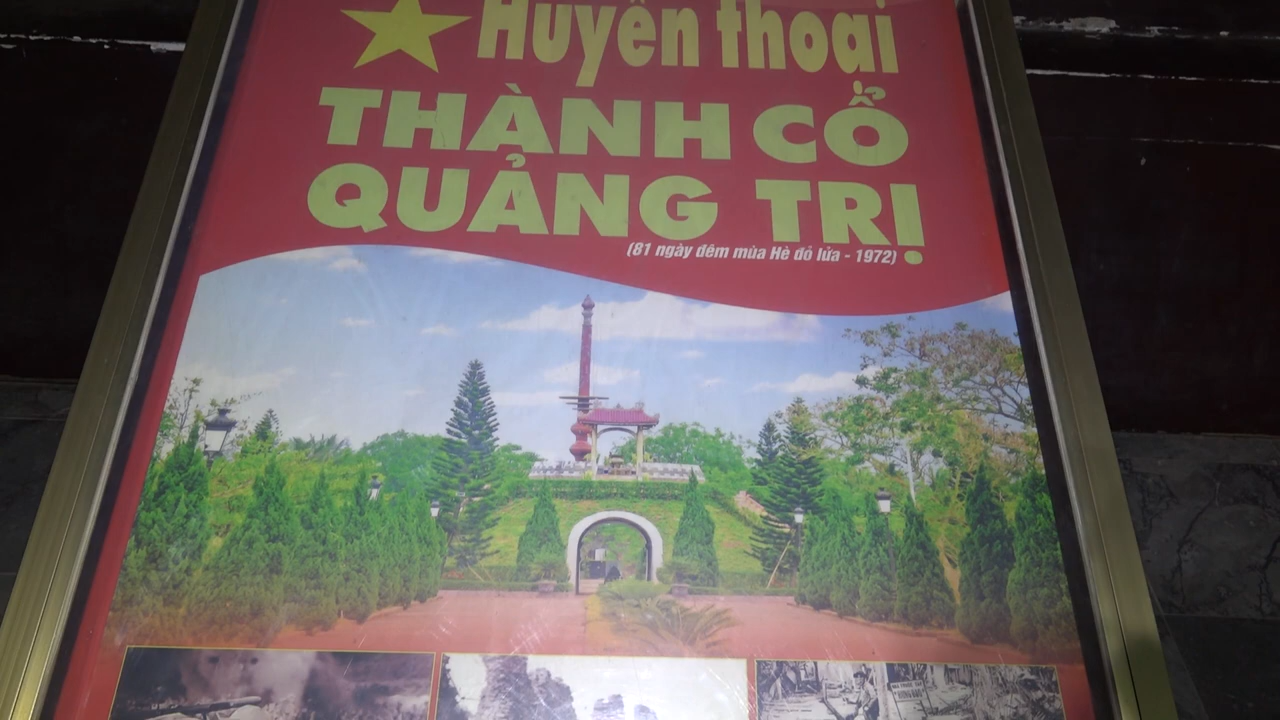 Huyền thoại
THÀNH CỔ
QUẢNG TRỊ
(81 ngày đêm mùa Hè đỏ lửa - 1972)